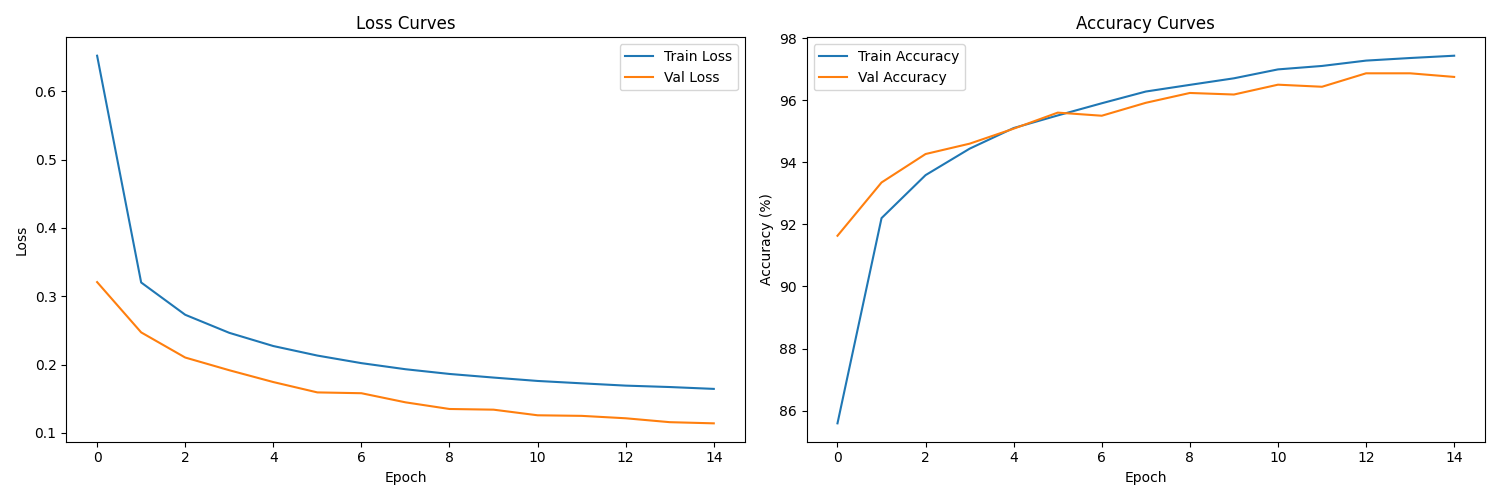 Loss Curves
Train Loss
Val Loss
0.6
0.5
0.4
0.3
0.2
0.1
Loss
0 2 4 6 8 10 12 14
Epoch
Accuracy Curves
Train Accuracy
Val Accuracy
98
96
94
92
90
88
86
Accuracy (%)
0 2 4 6 8 10 12 14
Epoch